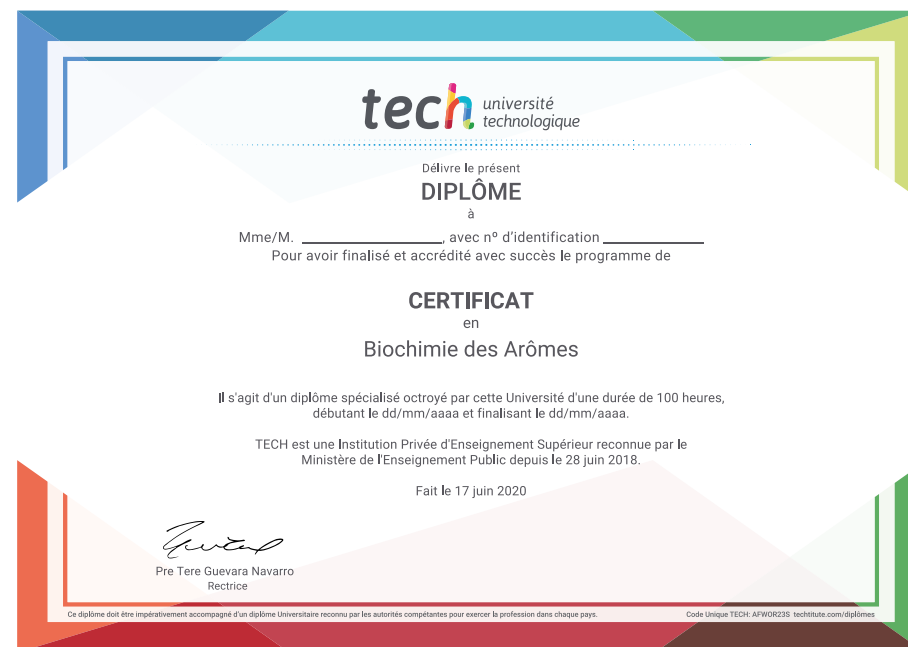 tech université
technologique
Délivre le présent
DIPLÔME
à
Mme/M. ____________________, avec nº d'identification ______________
Pour avoir finalisé et accrédité avec succès le programme de
CERTIFICAT
en
Biochimie des Arômes
Il s'agit d'un diplôme spécialisé octroyé par cette Université d'une durée de 100 heures,
débutant le dd/mm/aaaa et finalisant le dd/mm/aaaa.
TECH est une Institution Privée d'Enseignement Supérieur reconnue par le
Ministère de l'Enseignement Public depuis le 28 juin 2018.
Fait le 17 juin 2020
Pre Tere Guevara Navarro
Rectrice
Ce diplôme doit être impérativement accompagné d'un diplôme Universitaire reconnu par les autorités compétantes pour exercer la profession dans chaque pays.
Code Unique TECH: AFWOR23S techtitute.com/diplômes